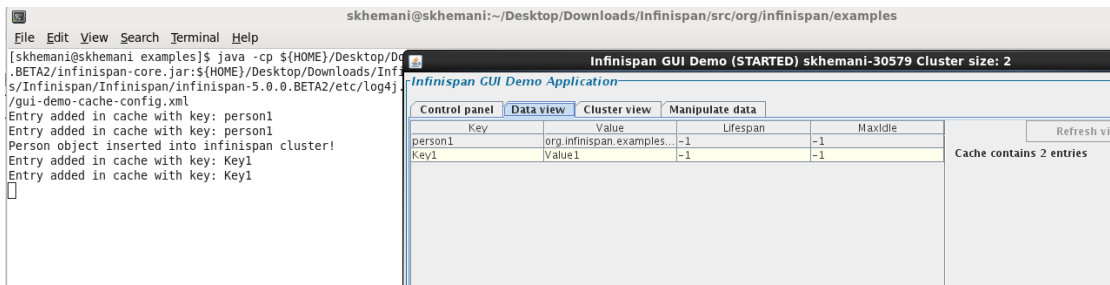 skhemani@skhemani:~/Desktop/Downloads/Infinispan/src/org/infinispan/examples
File Edit View Search Terminal Help
[skhemani@skhemani examples]$ java -cp ${HOME}/Desktop/Do
.BETA2/infinispan-core.jar:${HOME}/Desktop/Downloads/Infi
s/Infinispan/Infinispan/infinispan-5.0.0.BETA2/etc/log4j.
/gui-demo-cache-config.xml
Entry added in cache with key: person1
Entry added in cache with key: person1
Person object inserted into infinispan cluster!
Entry added in cache with key: Key1
Entry added in cache with key: Key1
Infinispan GUI Demo (STARTED) skhemani-30579 Cluster size: 2
Infinispan GUI Demo Application
Control panel Data view Cluster view Manipulate data
Key Value Lifespan MaxIdle
person1 org.infinispan.examples... -1 -1
Key1 Value1 -1 -1
Refresh vi
Cache contains 2 entries